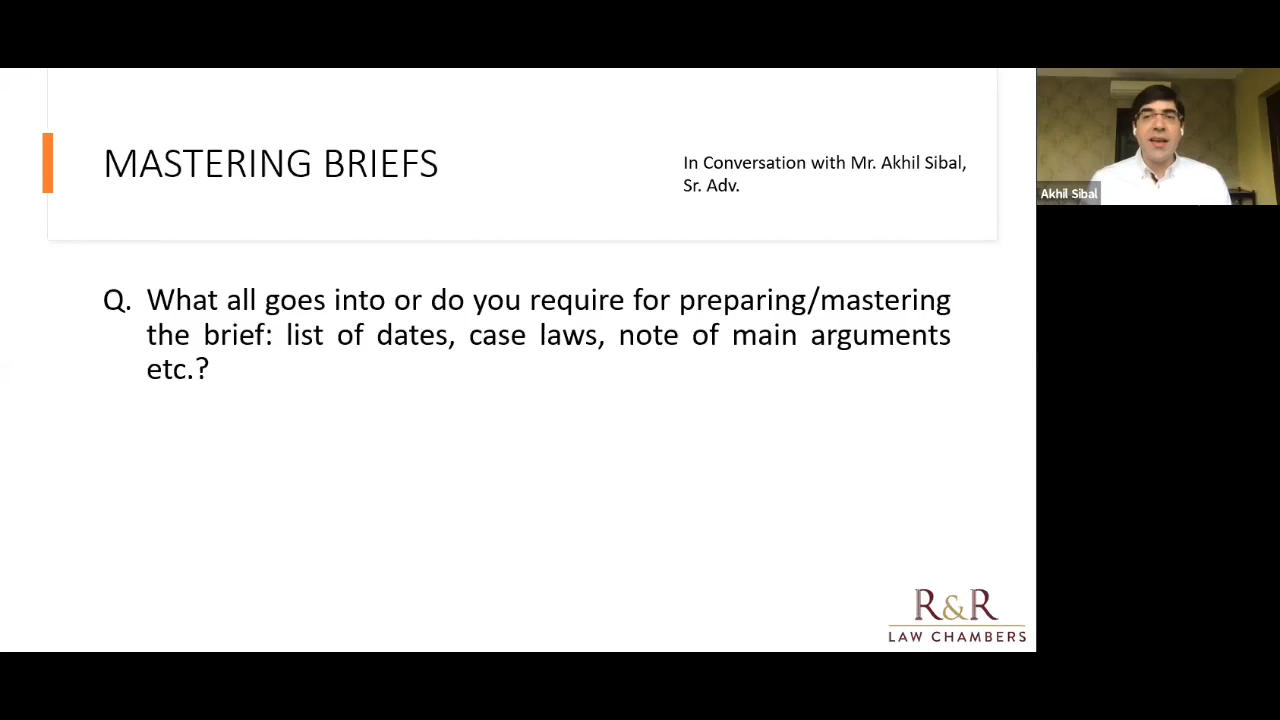 MASTERING BRIEFS
In Conversation with Mr. Akhil Sibal,
Sr. Adv.
Akhil Sibal
Q. What all goes into or do you require for preparing/mastering
the brief: list of dates, case laws, note of main arguments
etc.?
R&R
LAW CHAMBERS